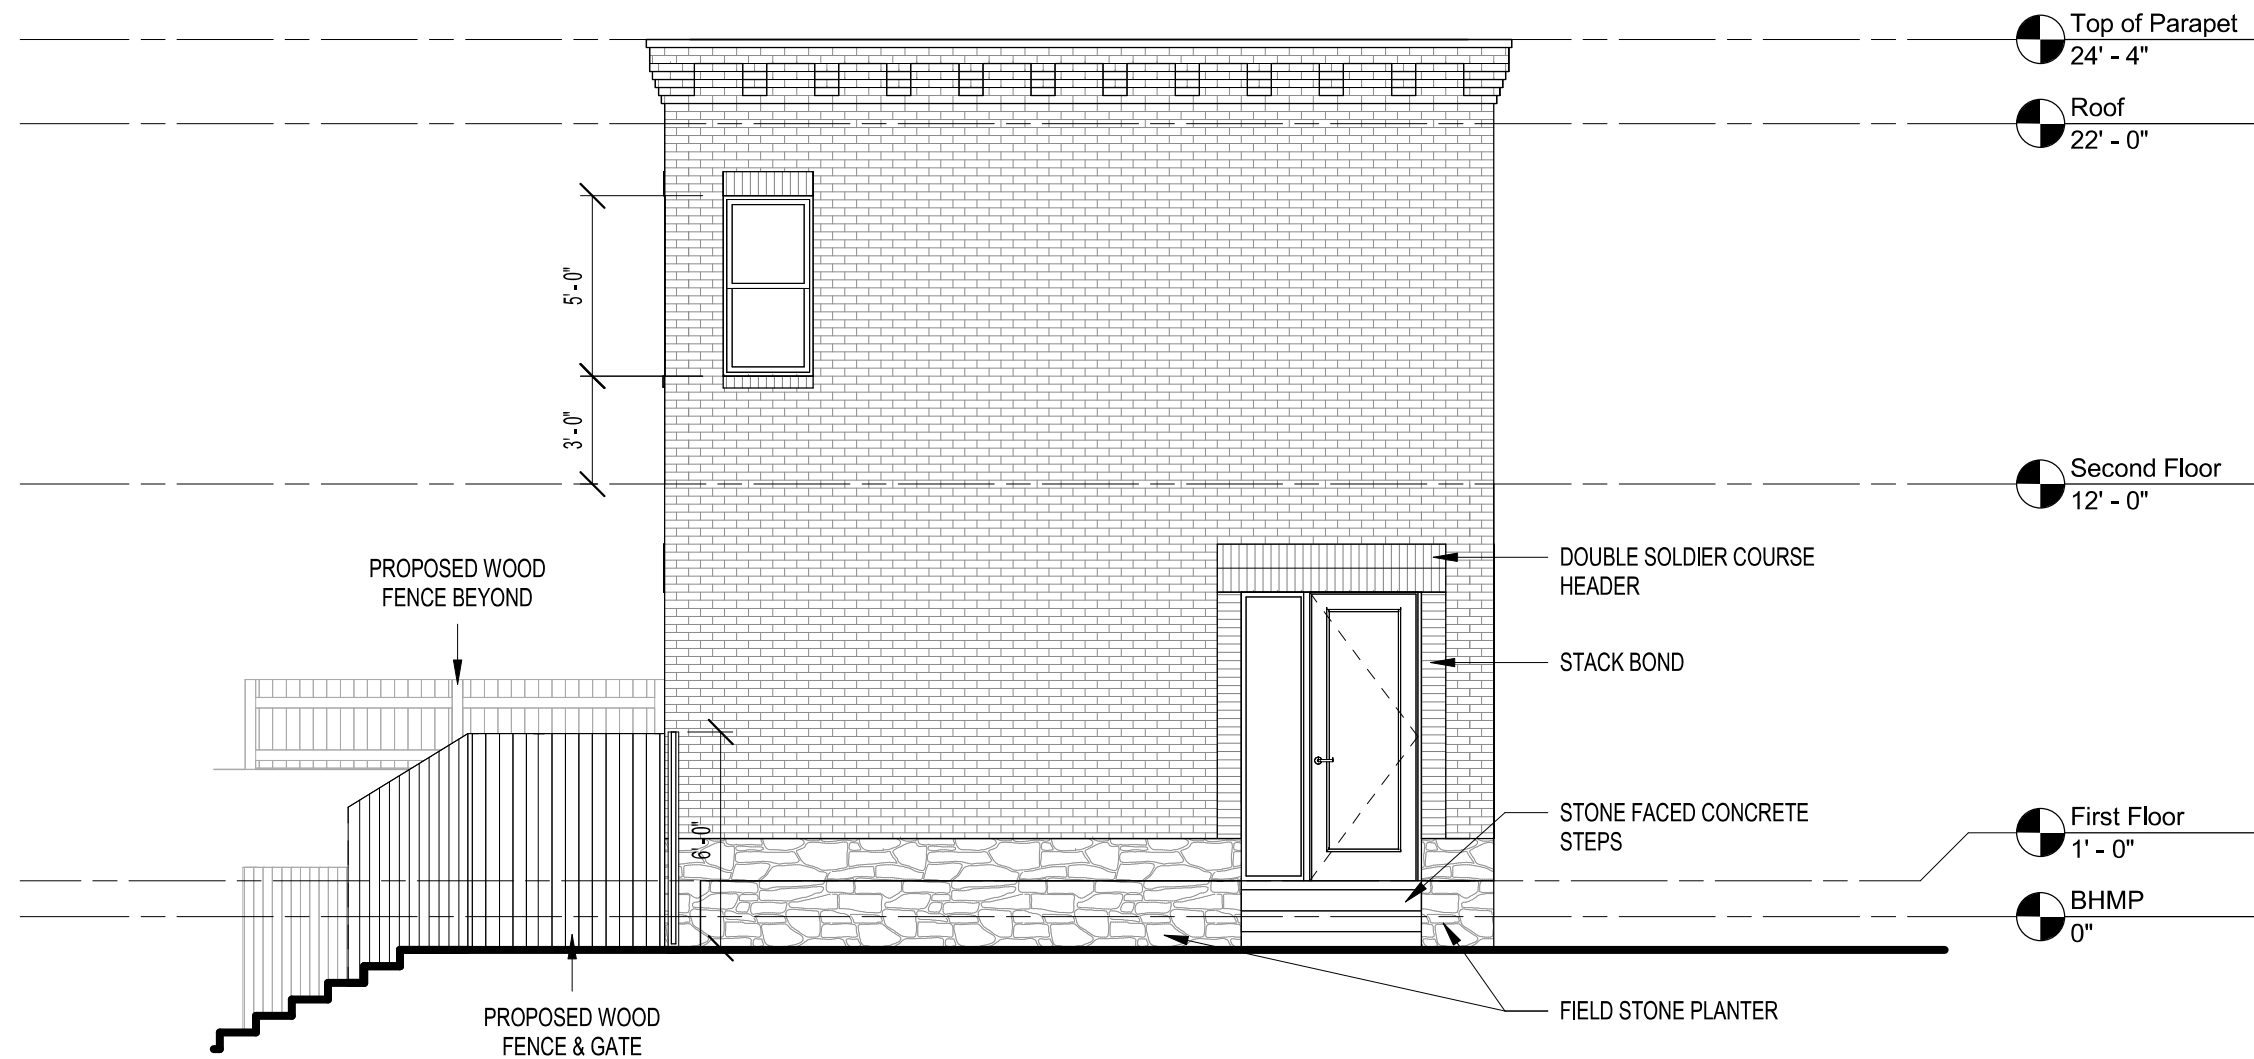 Top of Parapet
24' - 4"
Roof
22' - 0"
5' - 0"
3' - 0"
Second Floor
12' - 0"
DOUBLE SOLDIER COURSE
HEADER
PROPOSED WOOD
FENCE BEYOND
STACK BOND
6' - 0"
STONE FACED CONCRETE
STEPS
First Floor
1' - 0"
BHMP
0"
FIELD STONE PLANTER
PROPOSED WOOD
FENCE & GATE